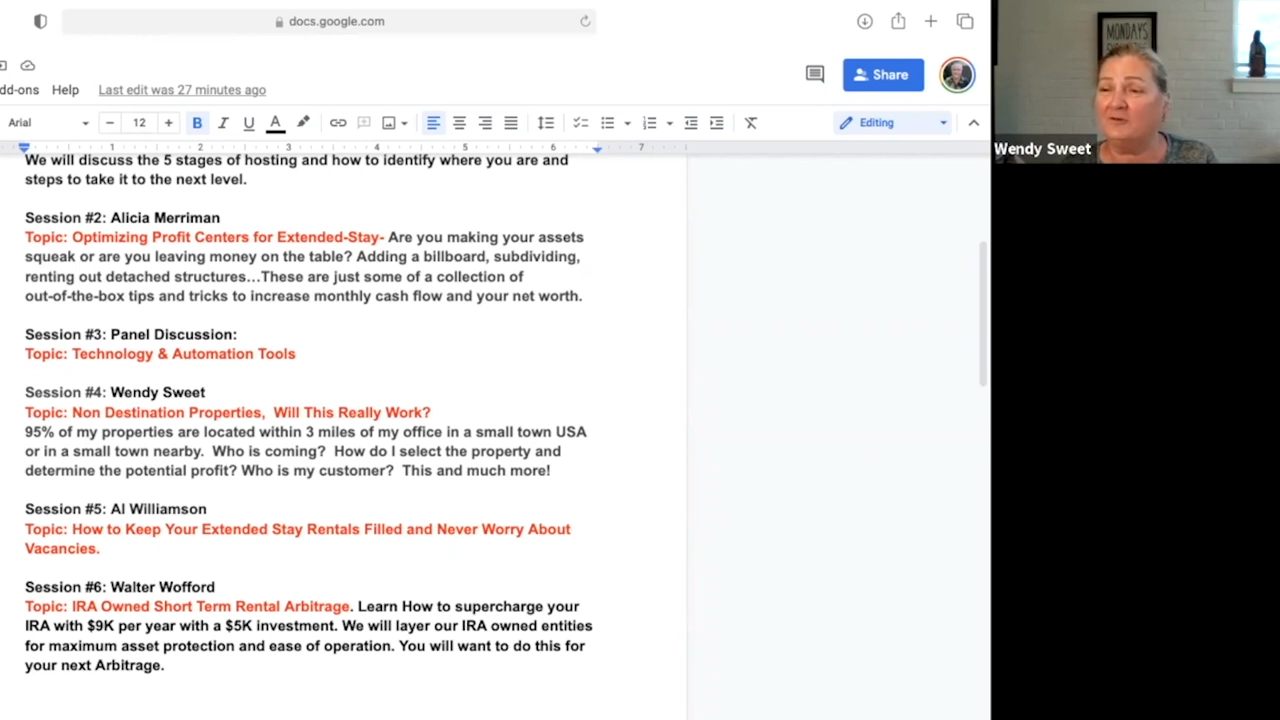 docs.google.com
dd-ons Help Last edit was 27 minutes ago
Share
Arial 12 B I U A Editing
1 2 3 4 5 6 7
We will discuss the 5 stages of hosting and how to identify where you are and
steps to take it to the next level.
Session #2: Alicia Merriman
Topic: Optimizing Profit Centers for Extended-Stay- Are you making your assets
squeak or are you leaving money on the table? Adding a billboard, subdividing,
renting out detached structures…These are just some of a collection of
out-of-the-box tips and tricks to increase monthly cash flow and your net worth.
Session #3: Panel Discussion:
Topic: Technology & Automation Tools
Session #4: Wendy Sweet
Topic: Non Destination Properties,  Will This Really Work?
95% of my properties are located within 3 miles of my office in a small town USA
or in a small town nearby.  Who is coming?  How do I select the property and
determine the potential profit? Who is my customer?  This and much more!
Session #5: Al Williamson
Topic: How to Keep Your Extended Stay Rentals Filled and Never Worry About
Vacancies.
Session #6: Walter Wofford
Topic: IRA Owned Short Term Rental Arbitrage. Learn How to supercharge your
IRA with $9K per year with a $5K investment. We will layer our IRA owned entities
for maximum asset protection and ease of operation. You will want to do this for
your next Arbitrage.
MONDAYS
Wendy Sweet